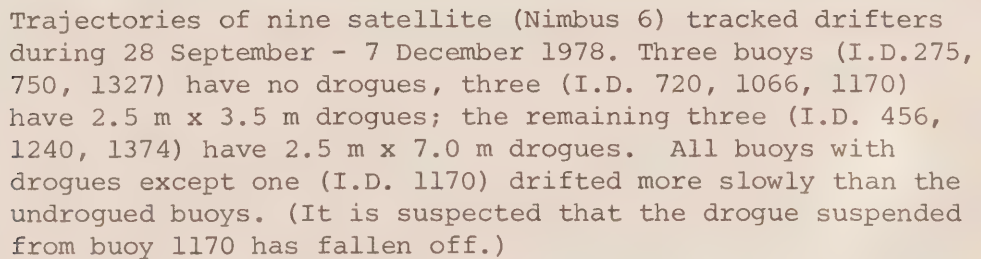 Trajectories of nine satellite (Nimbus 6) tracked drifters
during 28 September - 7 December 1978. Three buoys (I.D.275,
750, 1327) have no drogues, three (I.D. 720, 1066, 1170)
have 2.5 m x 3.5 m drogues; the remaining three (I.D. 456,
1240, 1374) have 2.5 m x 7.0 m drogues.  All buoys with
drogues except one (I.D. 1170) drifted more slowly than the
undrogued buoys. (It is suspected that the drogue suspended
from buoy 1170 has fallen off.)